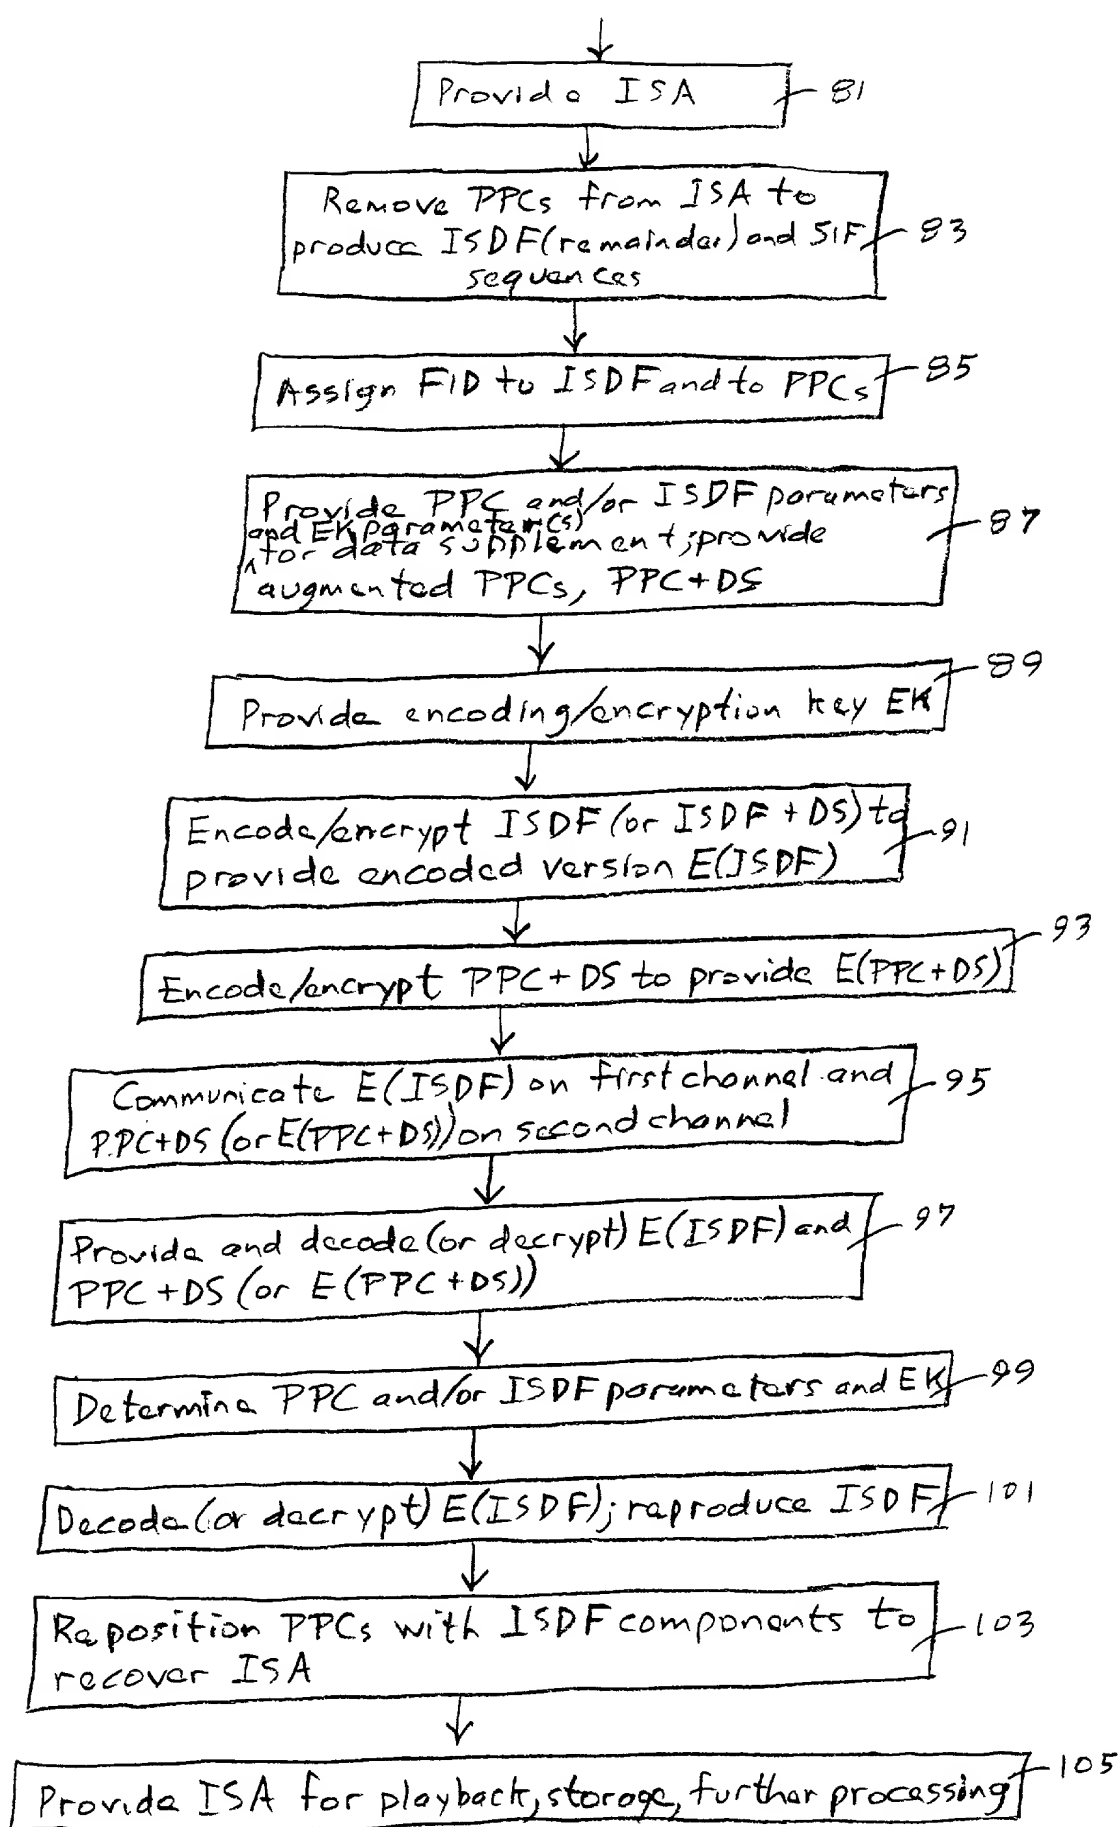 Provide ISA 81
Remove PPCs from ISA to
produce ISDF (remainder) and SIF 83
sequences
Assign FID to ISDF and to PPCs 85
Provide PPC and/or ISDF parameters
and EK parameter(s)
^ for data supplement; provide 87
augmented PPCs, PPC+DS
Provide encoding/encryption key EK 89
Encode/encrypt ISDF (or ISDF + DS) to
provide encoded version E(ISDF) 91
Encode/encrypt PPC+DS to provide E(PPC+DS) 93
Communicate E(ISDF) on first channel and 95
PPC+DS (or E(PPC+DS)) on second channel
Provide and decode (or decrypt) E(ISDF) and 97
PPC+DS (or E(PPC+DS))
Determine PPC and/or ISDF parameters and EK 99
Decode (or decrypt) E(ISDF); reproduce ISDF 101
Reposition PPCs with ISDF components to 103
recover ISA
Provide ISA for playback, storage, further processing 105